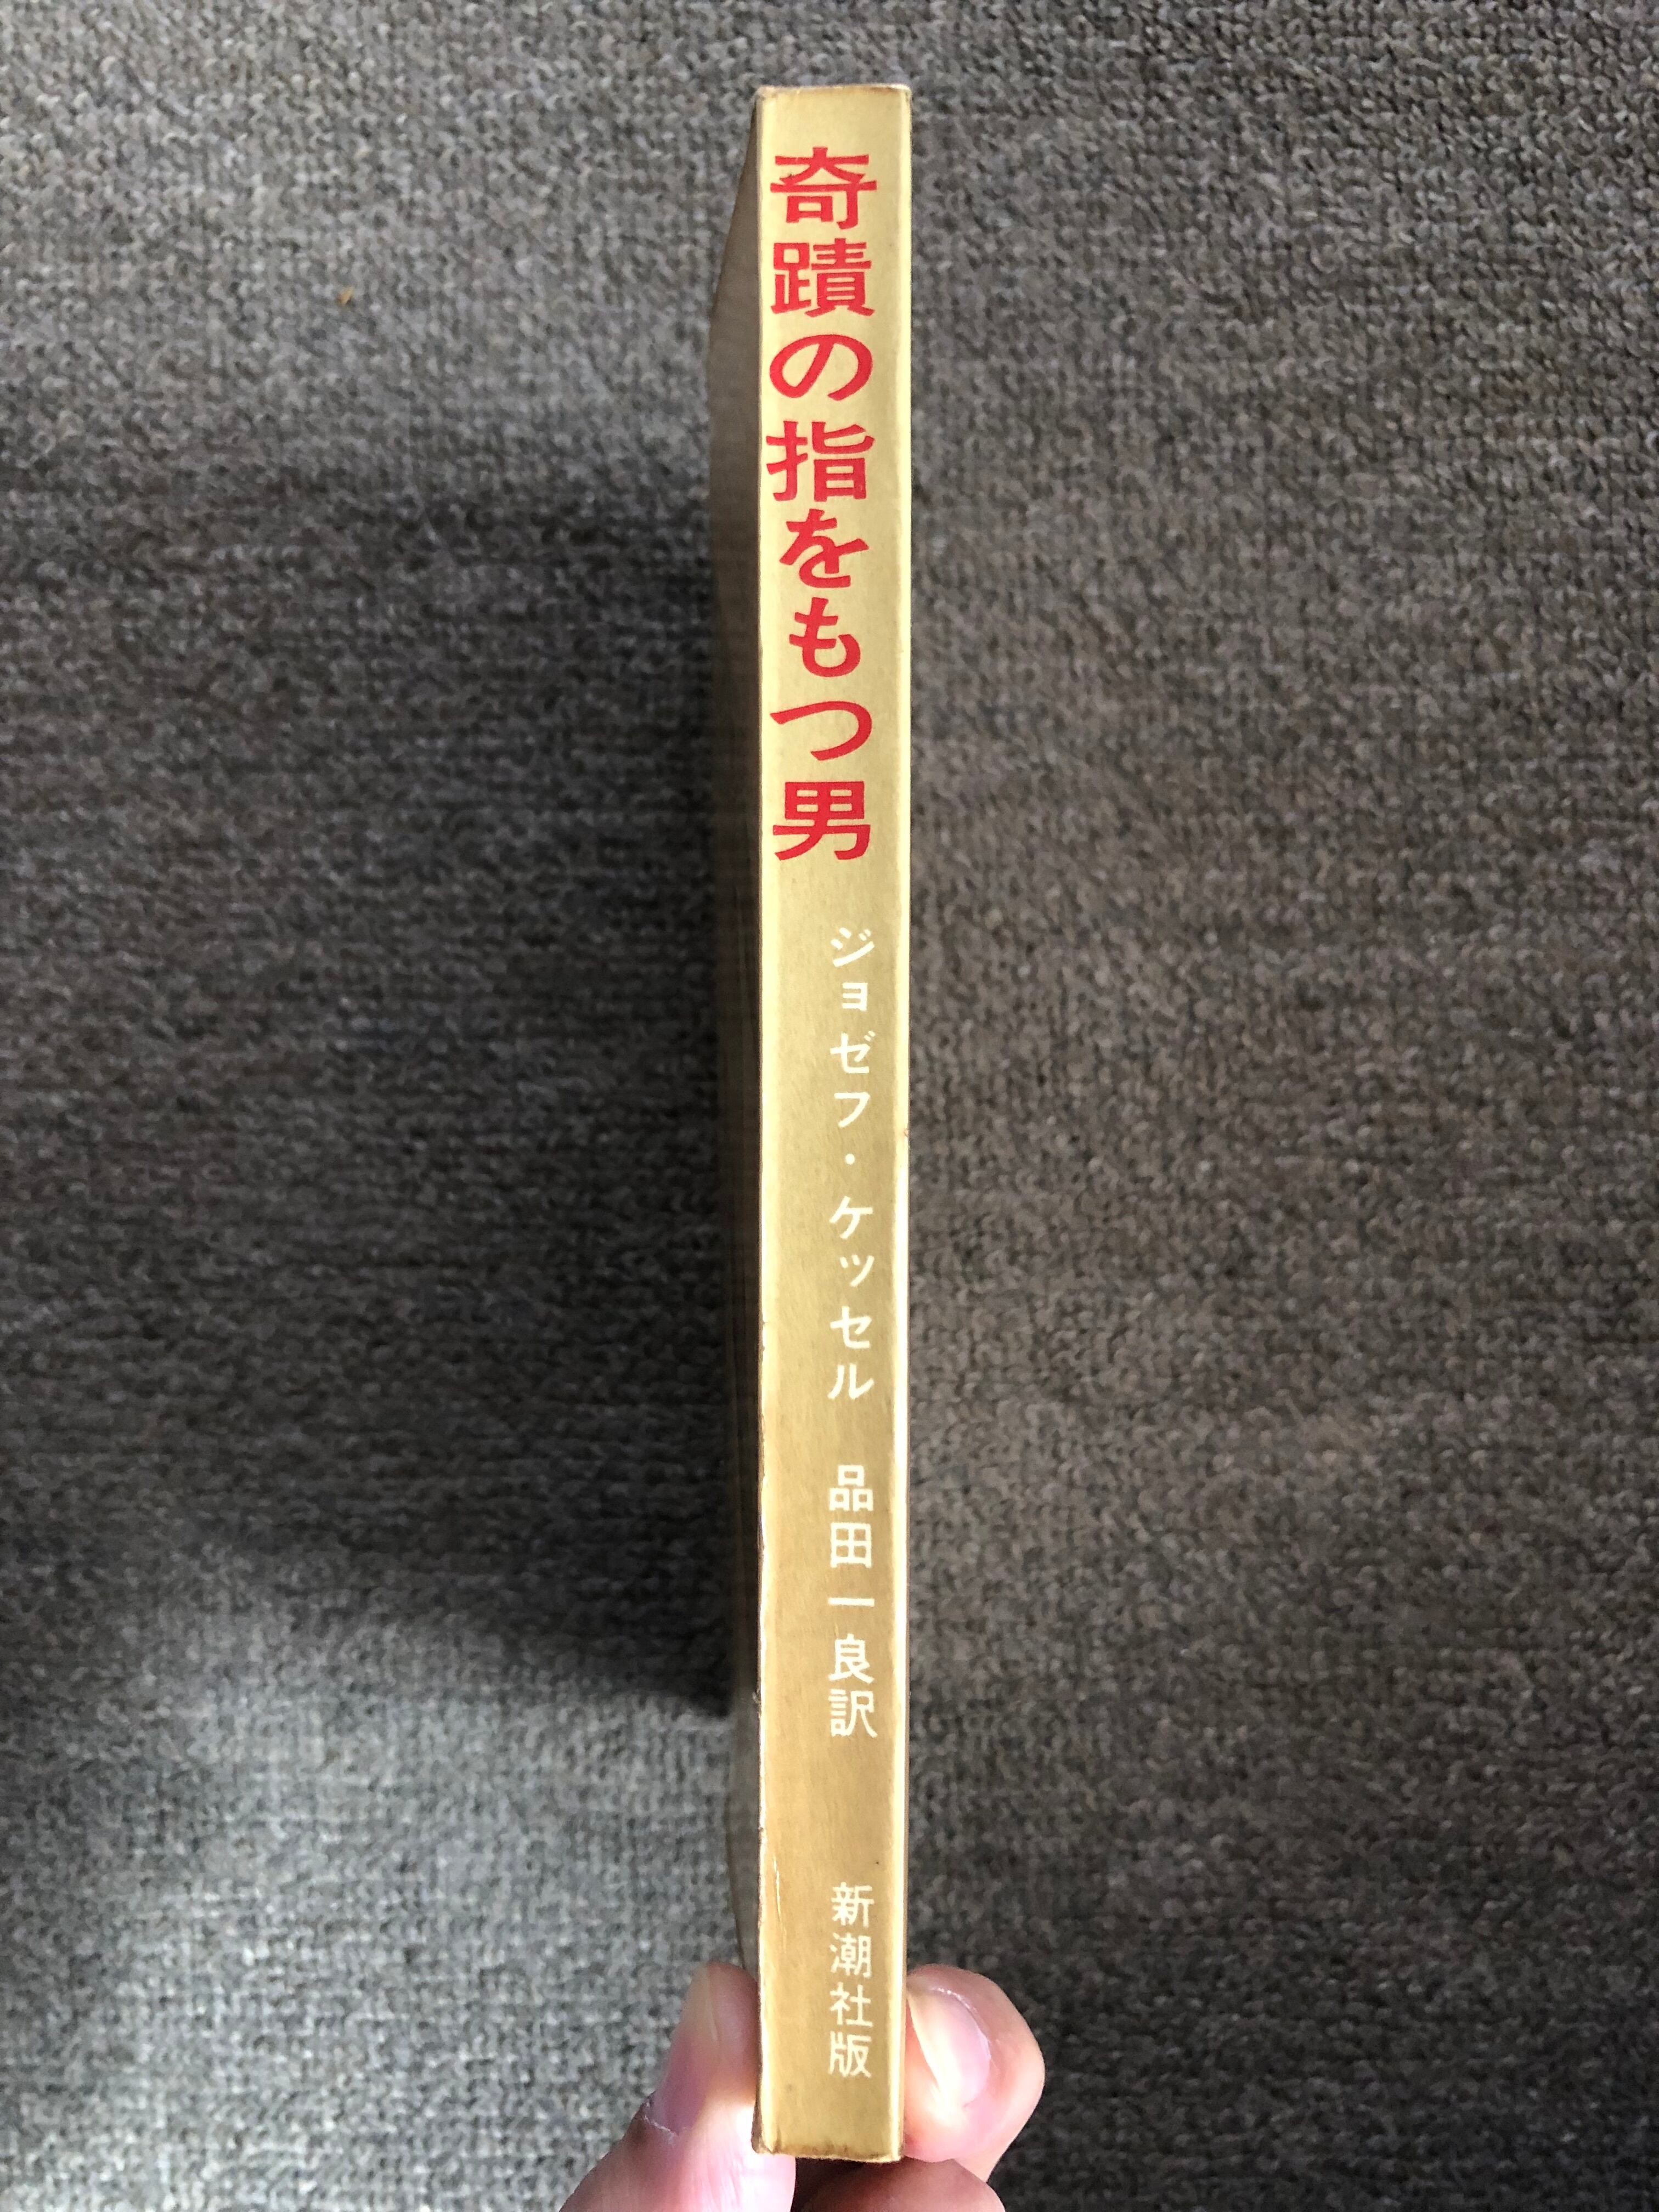 奇蹟の指をもつ男
ジョゼフ・ケッセル
品田一良訳
新潮社版